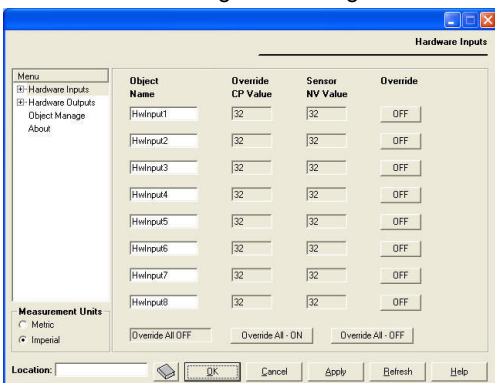 Hardware Inputs
Menu
Hardware Inputs
Hardware Outputs
Object Manage
About
Object Name
Override CP Value
Sensor NV Value
Override
HwInput1 32 32 OFF
HwInput2 32 32 OFF
HwInput3 32 32 OFF
HwInput4 32 32 OFF
HwInput5 32 32 OFF
HwInput6 32 32 OFF
HwInput7 32 32 OFF
HwInput8 32 32 OFF
Override All OFF Override All - ON Override All - OFF
Measurement Units
Metric
Imperial
Location: OK Cancel Apply Refresh Help